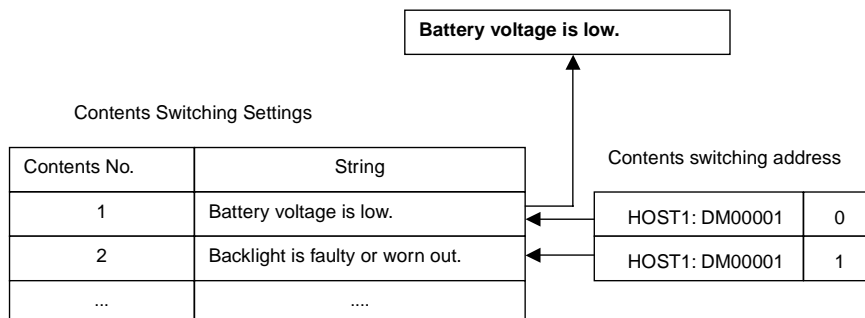 Battery voltage is low.
Contents Switching Settings
Contents No. String
Contents switching address
1 Battery voltage is low.
HOST1: DM00001 0
2 Backlight is faulty or worn out.
HOST1: DM00001 1
... ....